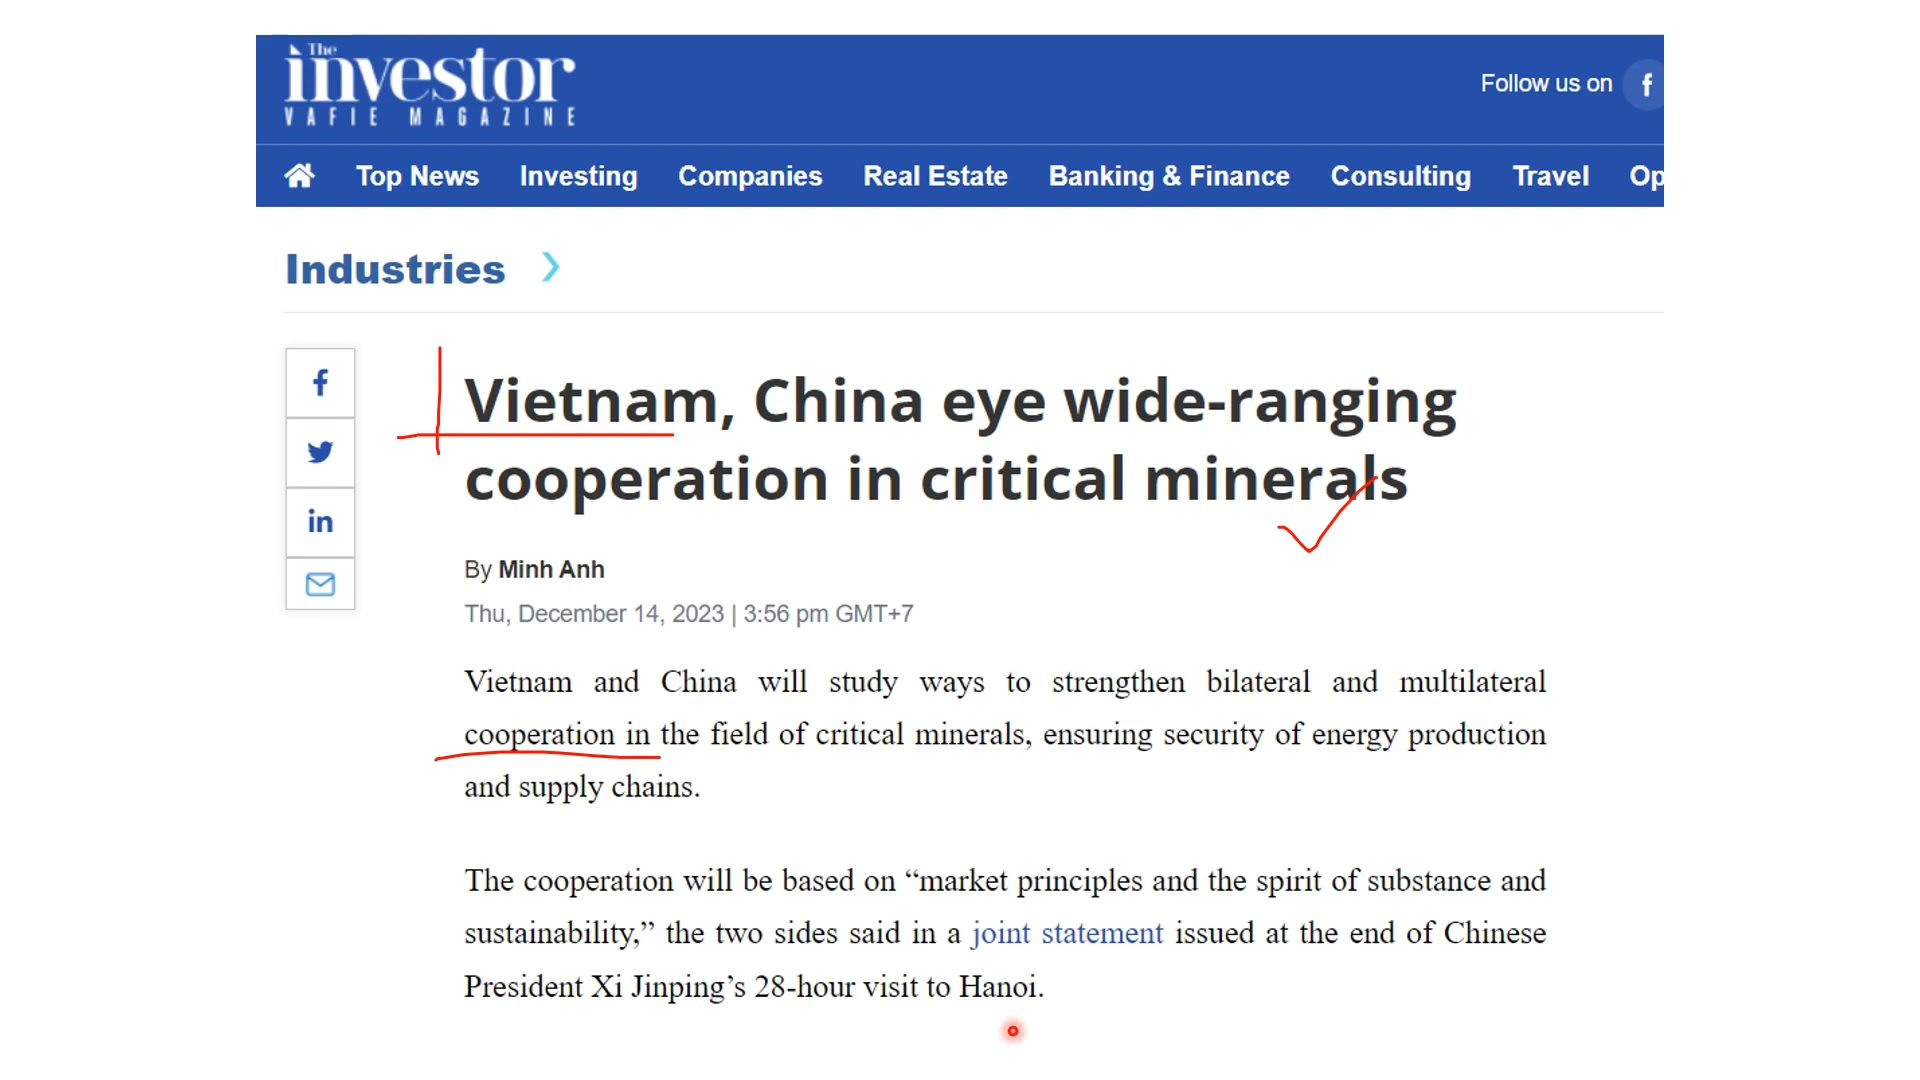 The
investor
VAFIE MAGAZINE
Follow us on
Top News Investing Companies Real Estate Banking & Finance Consulting Travel Op
Industries
Vietnam, China eye wide-ranging
cooperation in critical minerals
By Minh Anh
Thu, December 14, 2023 | 3:56 pm GMT+7
Vietnam and China will study ways to strengthen bilateral and multilateral
cooperation in the field of critical minerals, ensuring security of energy production
and supply chains.
The cooperation will be based on “market principles and the spirit of substance and
sustainability,” the two sides said in a joint statement issued at the end of Chinese
President Xi Jinping’s 28-hour visit to Hanoi.